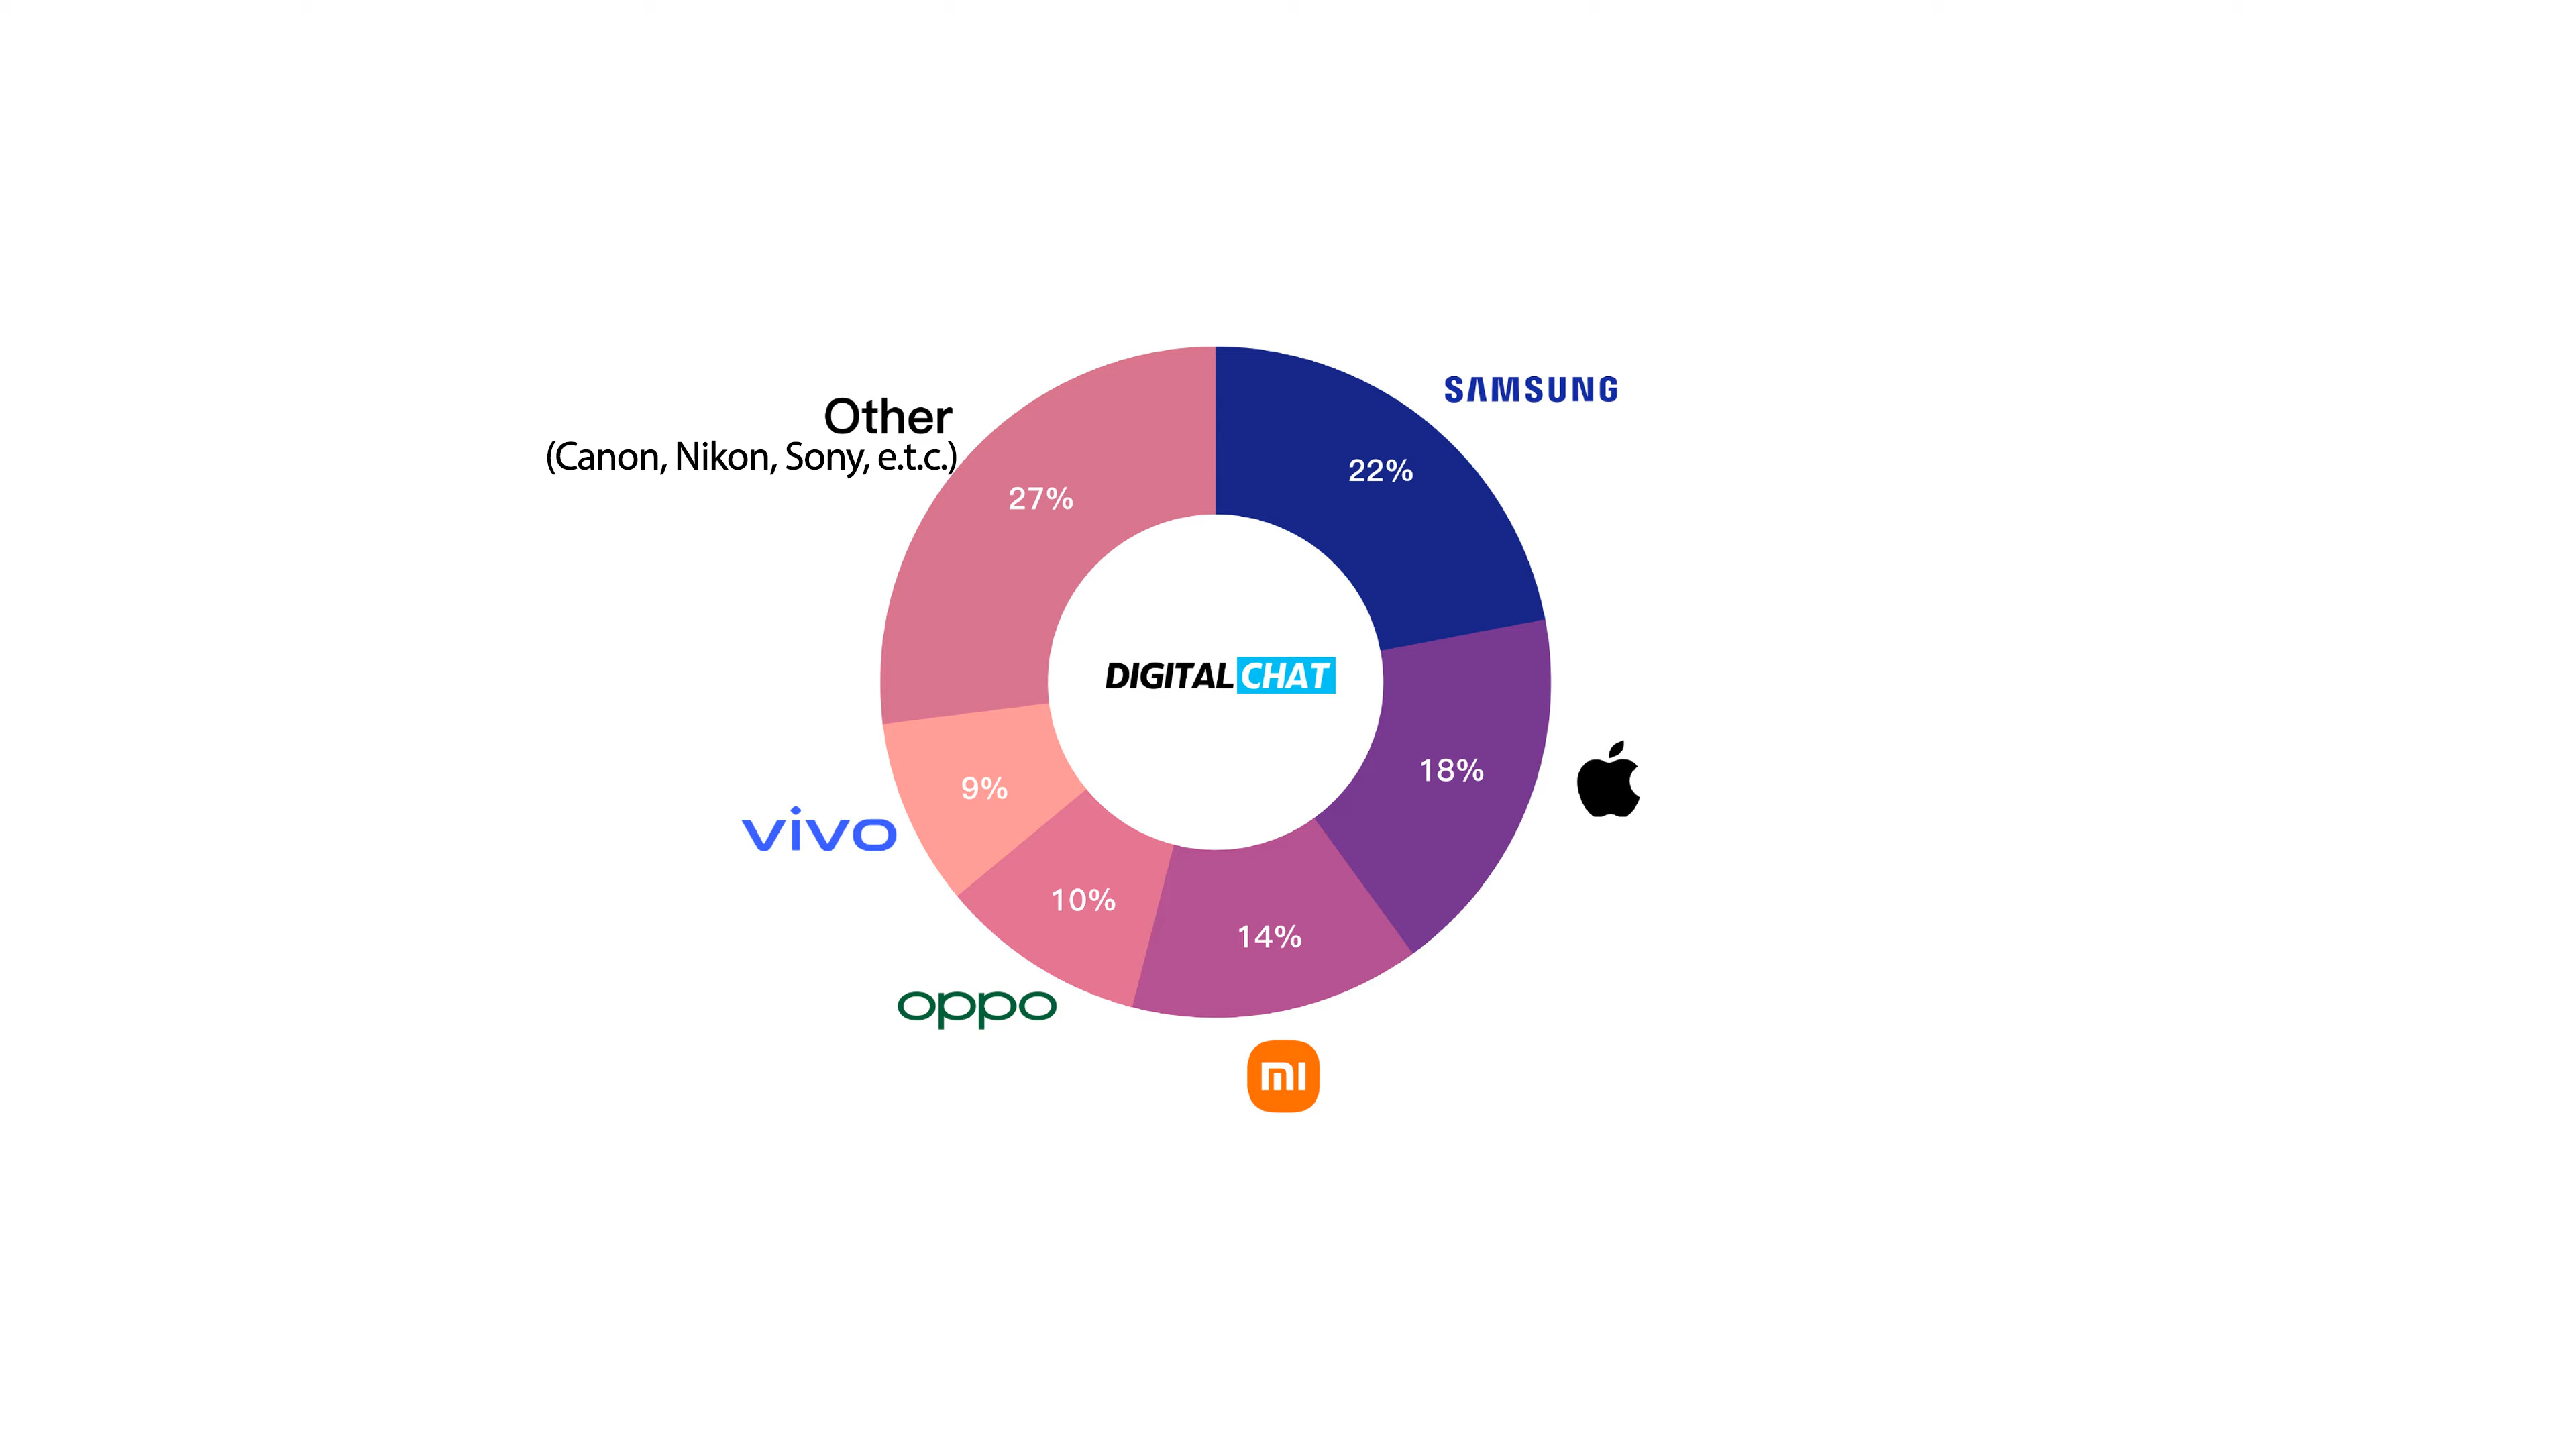 SAMSUNG
Other
(Canon, Nikon, Sony, e.t.c.)
22%
27%
DIGITAL CHAT
18%
9%
vivo
10%
14%
oppo
mi